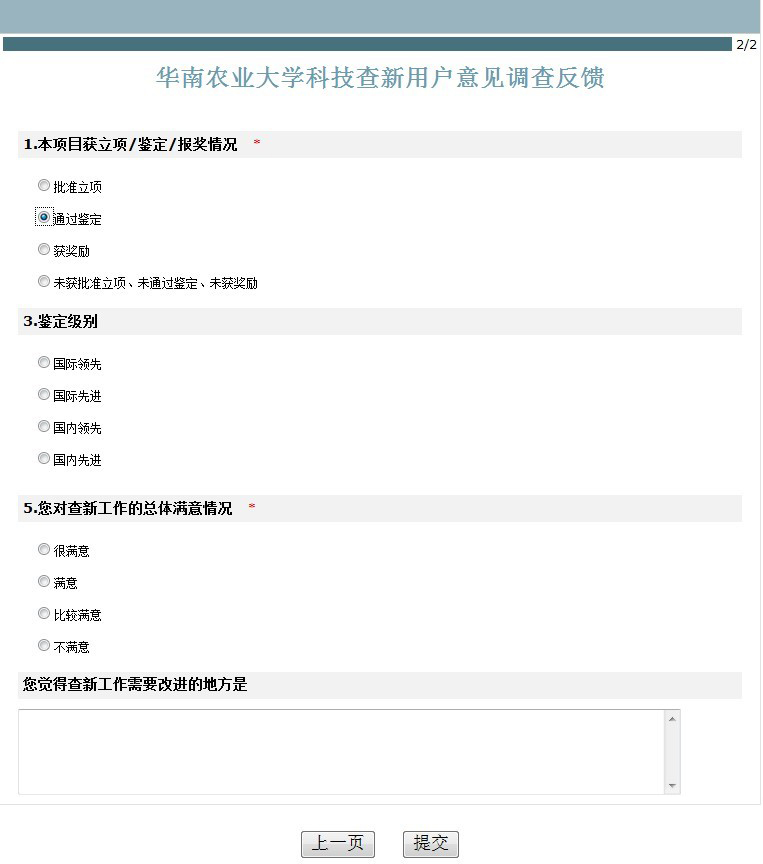 2/2
华南农业大学科技查新用户意见调查反馈
1.本项目获立项/鉴定/报奖情况 *
批准立项
通过鉴定
获奖励
未获批准立项、未通过鉴定、未获奖励
3.鉴定级别
国际领先
国际先进
国内领先
国内先进
5.您对查新工作的总体满意情况 *
很满意
满意
比较满意
不满意
您觉得查新工作需要改进的地方是
上一页 提交